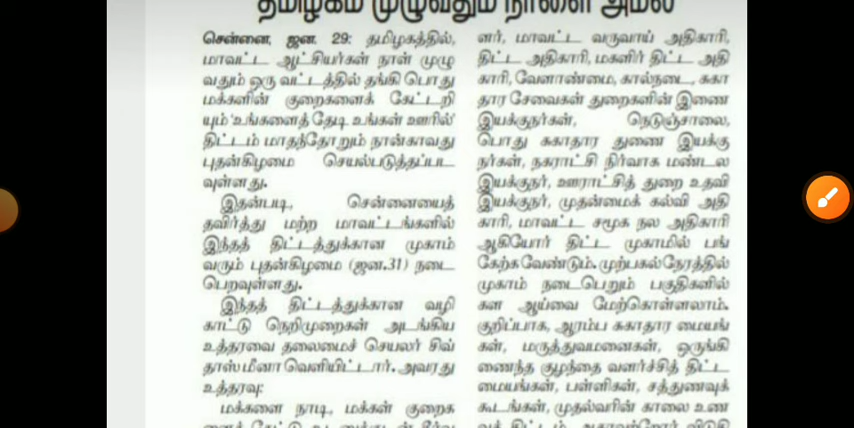 தமிழகம் முழுவதும் நாளை அமல்
சென்னை, ஜன. 29: தமிழகத்தில்,
மாவட்ட ஆட்சியர்கள் நாள் முழு
வதும் ஒரு வட்டத்தில் தங்கி பொது
மக்களின் குறைகளைக் கேட்டறி
யும் 'உங்களைத் தேடி உங்கள் ஊரில்'
திட்டம் மாதந்தோறும் நான்காவது
புதன்கிழமை செயல்படுத்தப்பட
வுள்ளது.
இதன்படி, சென்னையைத்
தவிர்த்து மற்ற மாவட்டங்களில்
இந்தத் திட்டத்துக்கான முகாம்
வரும் புதன்கிழமை (ஜன.31) நடை
பெறவுள்ளது.
இந்தத் திட்டத்துக்கான வழி
காட்டு நெறிமுறைகள் அடங்கிய
உத்தரவை தலைமைச் செயலர் சிவ்
தாஸ் மீனா வெளியிட்டார். அவரது
உத்தரவு:
மக்களை நாடி, மக்கள் குறைக
ளைக் கேட்டு உடனுக்குடன் தீர்வு
னர், மாவட்ட வருவாய் அதிகாரி,
திட்ட அதிகாரி, மகளிர் திட்ட அதி
காரி, வேளாண்மை, கால்நடை, சுகா
தார சேவைகள் துறைகளின் இணை
இயக்குநர்கள், நெடுஞ்சாலை,
பொது சுகாதார துணை இயக்கு
நர்கள், நகராட்சி நிர்வாக மண்டல
இயக்குநர், ஊராட்சித் துறை உதவி
இயக்குநர், முதன்மைக் கல்வி அதி
காரி, மாவட்ட சமூக நல அதிகாரி
ஆகியோர் திட்ட முகாமில் பங்
கேற்க வேண்டும். முற்பகல் நேரத்தில்
முகாம் நடைபெறும் பகுதிகளில்
கள ஆய்வை மேற்கொள்ளலாம்.
குறிப்பாக, ஆரம்ப சுகாதார மையங்
கள், மருத்துவமனைகள், ஒருங்கி
ணைந்த குழந்தை வளர்ச்சித் திட்ட
மையங்கள், பள்ளிகள், சத்துணவுக்
கூடங்கள், முதல்வரின் காலை உண
வுத் திட்டம், ஆதரவற்றோர் விடுதி